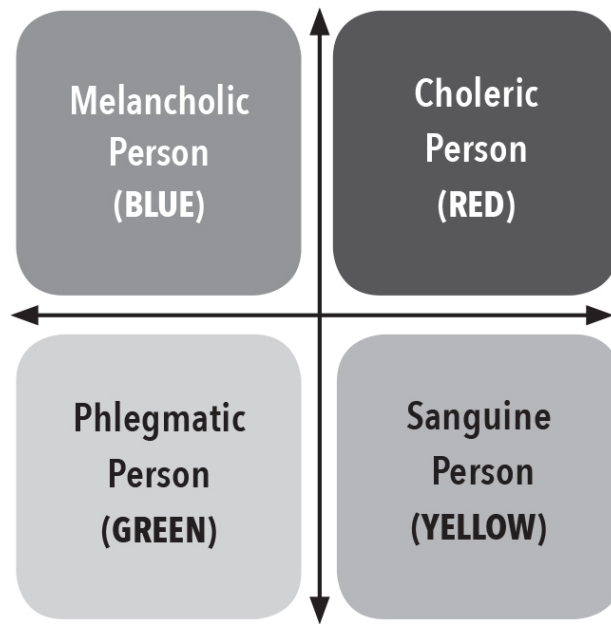 Melancholic
Person
(BLUE)
Choleric
Person
(RED)
Phlegmatic
Person
(GREEN)
Sanguine
Person
(YELLOW)